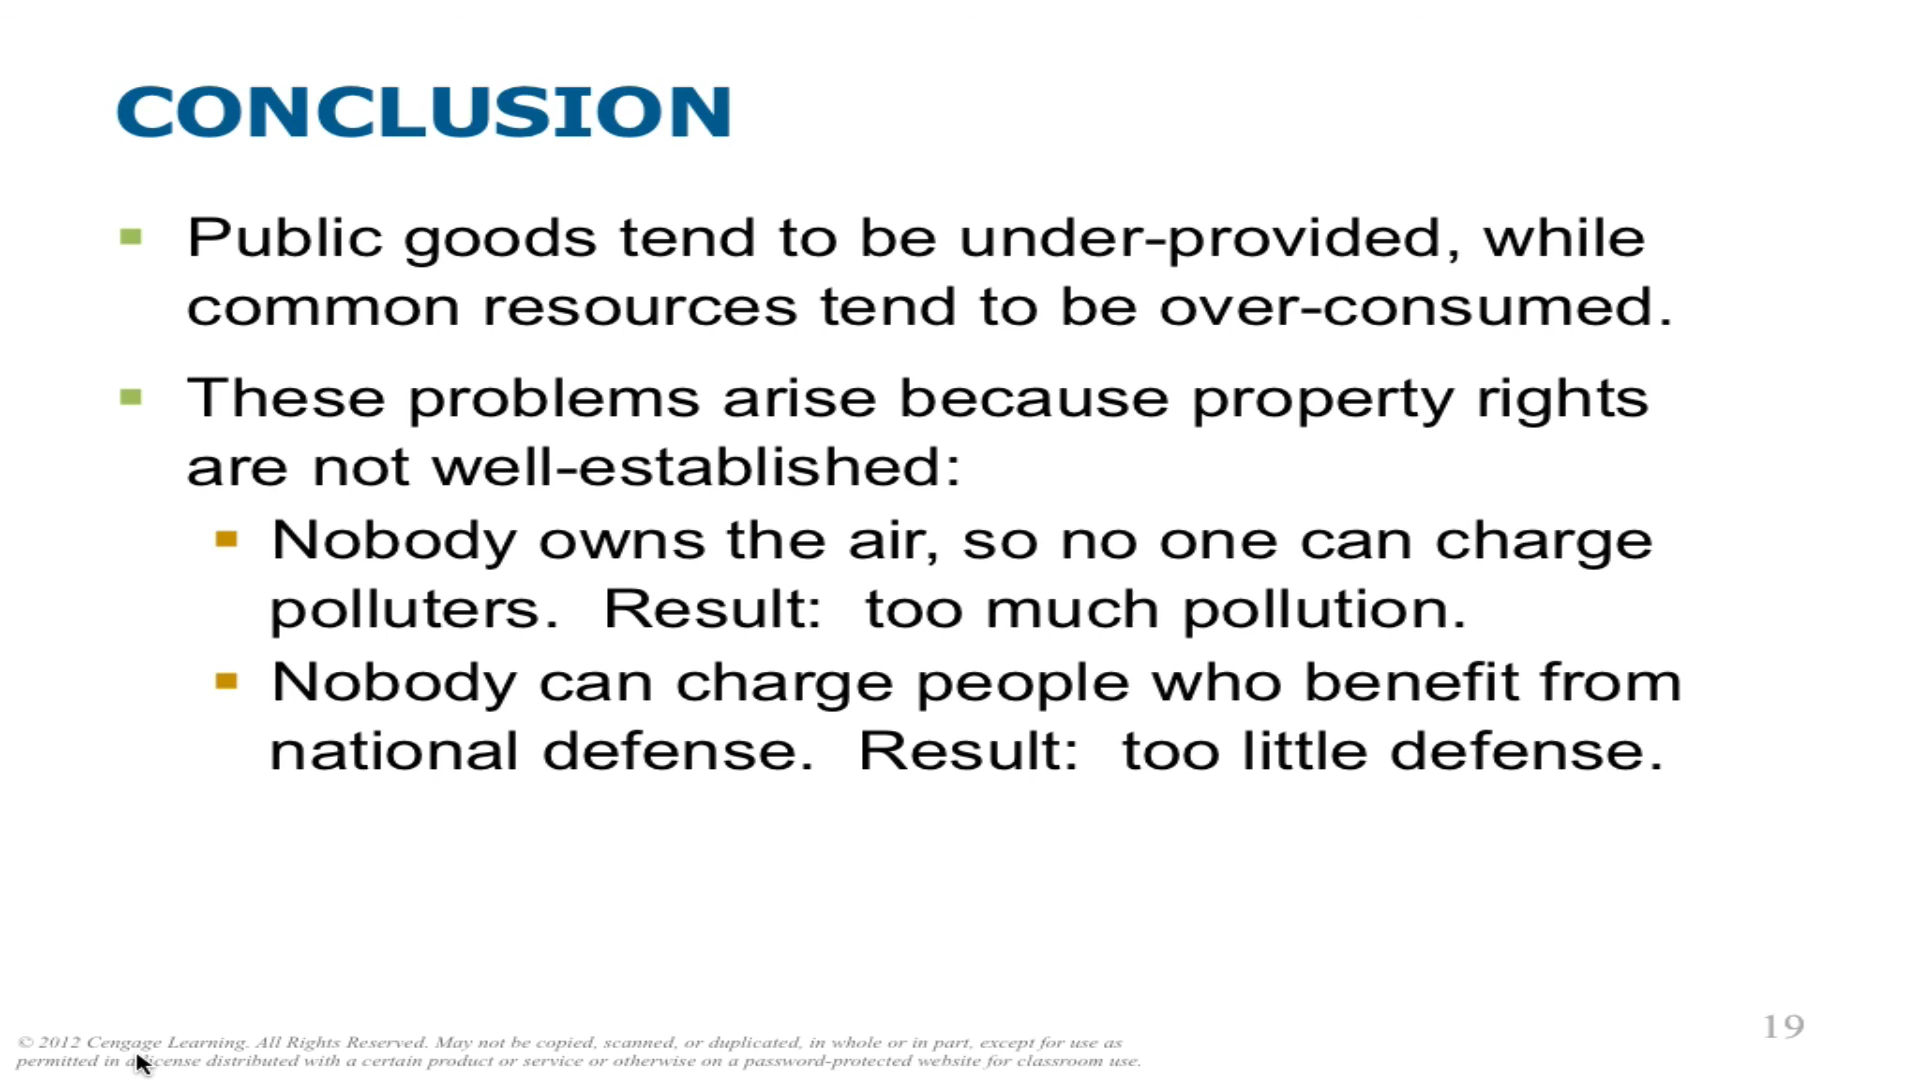 CONCLUSION
Public goods tend to be under-provided, while
common resources tend to be over-consumed.
These problems arise because property rights
are not well-established:
Nobody owns the air, so no one can charge
polluters.  Result:  too much pollution.
Nobody can charge people who benefit from
national defense.  Result:  too little defense.
19
© 2012 Cengage Learning. All Rights Reserved. May not be copied, scanned, or duplicated, in whole or in part, except for use as
permitted in a license distributed with a certain product or service or otherwise on a password-protected website for classroom use.